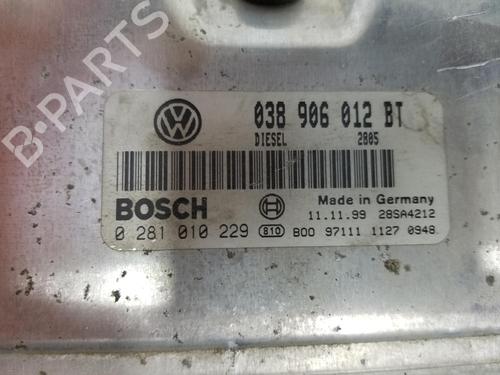 B-PARTS
038 906 012 BT
DIESEL 2805
BOSCH
Made in Germany
11.11.99 28SA4212
0 281 010 229 810 B00 97111 1127 0948